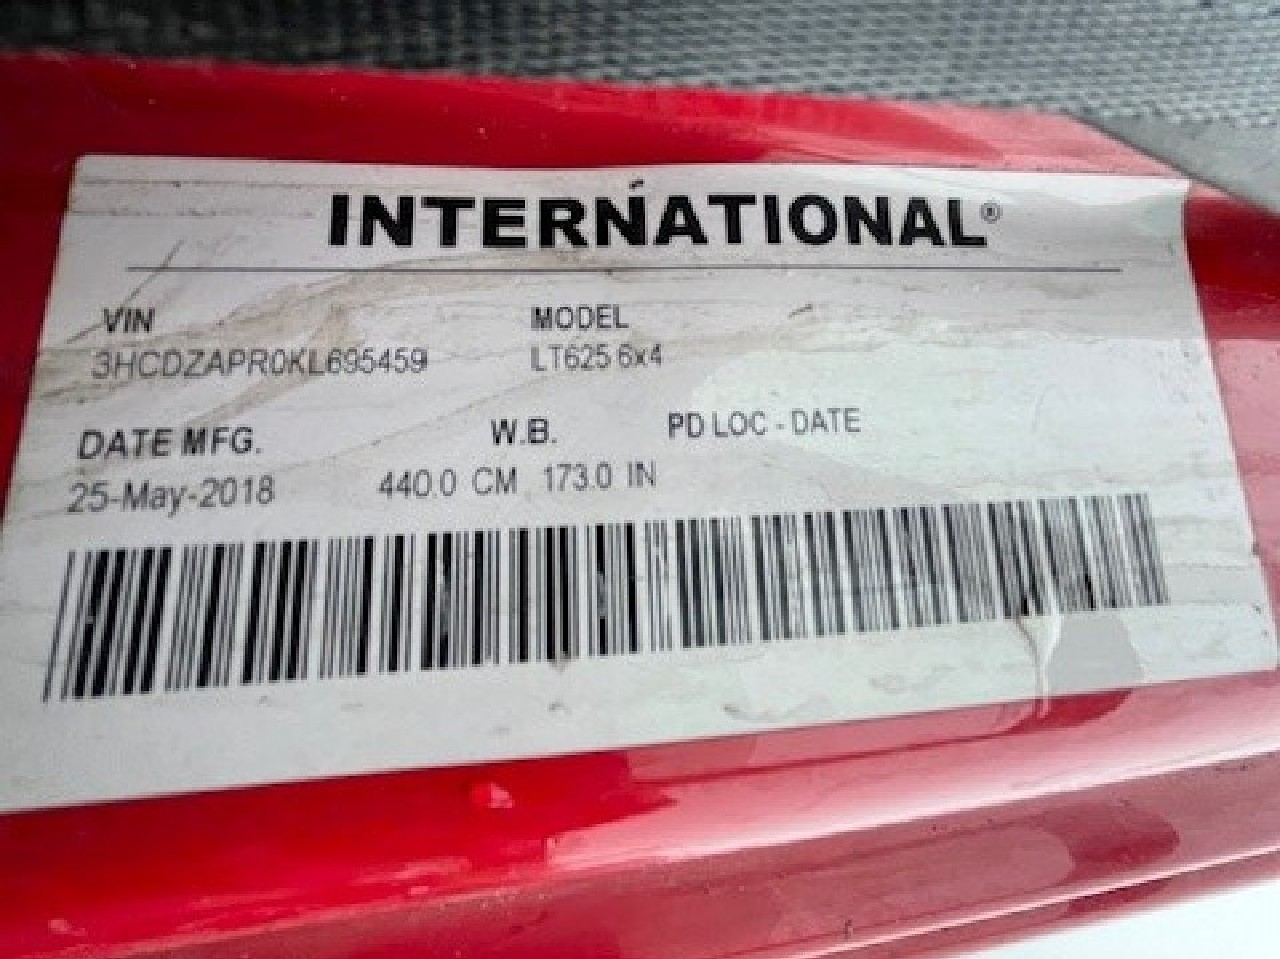 INTERNATIONAL®
VIN MODEL
3HCDZAPR0KL695459 LT625 6x4
DATE MFG. W.B. PD LOC - DATE
25-May-2018 440.0 CM 173.0 IN